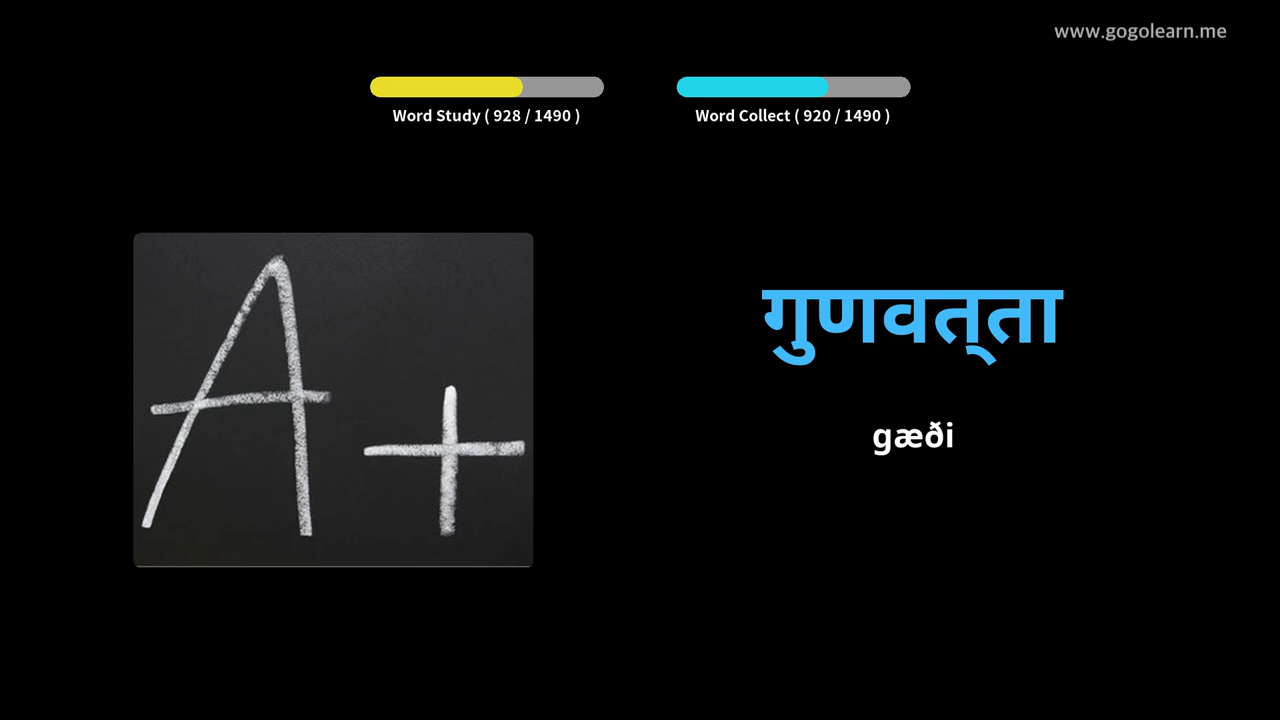 www.gogolearn.me
Word Study ( 928 / 1490 )
Word Collect ( 920 / 1490 )
A+
गुणवत्‌ता
gæði